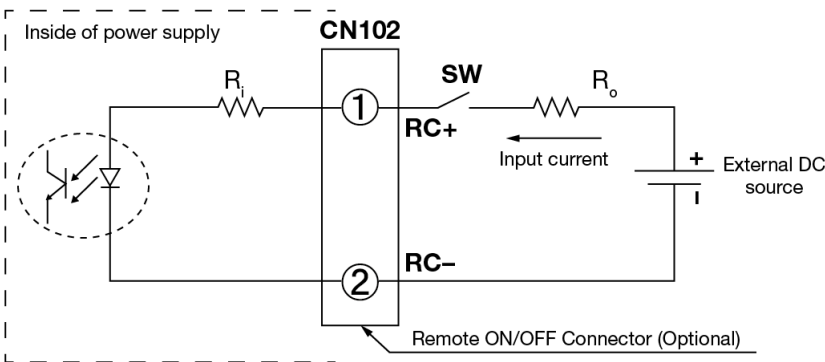 Inside of power supply
CN102
Ri
1
SW
Ro
RC+
Input current
+
External DC
source
–
2
RC–
Remote ON/OFF Connector (Optional)